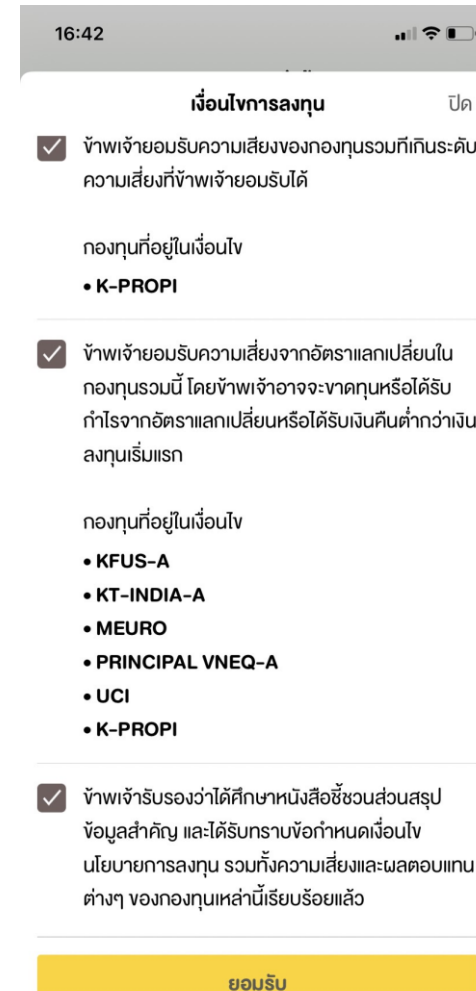 16:42
เงื่อนไขการลงทุน
ปิด
ข้าพเจ้ายอมรับความเสี่ยงของกองทุนรวมที่เกินระดับ
ความเสี่ยงที่ข้าพเจ้ายอมรับได้
กองทุนที่อยู่ในเงื่อนไข
• K-PROPI
ข้าพเจ้ายอมรับความเสี่ยงจากอัตราแลกเปลี่ยนใน
กองทุนรวมนี้ โดยข้าพเจ้าอาจจะขาดทุนหรือได้รับ
กำไรจากอัตราแลกเปลี่ยนหรือได้รับเงินคืนต่ำกว่าเงิน
ลงทุนเริ่มแรก
กองทุนที่อยู่ในเงื่อนไข
• KFUS-A
• KT-INDIA-A
• MEURO
• PRINCIPAL VNEQ-A
• UCI
• K-PROPI
ข้าพเจ้ารับรองว่าได้ศึกษาหนังสือชี้ชวนส่วนสรุป
ข้อมูลสำคัญ และได้รับทราบข้อกำหนดเงื่อนไข
นโยบายการลงทุน รวมทั้งความเสี่ยงและผลตอบแทน
ต่างๆ ของกองทุนเหล่านี้เรียบร้อยแล้ว
ยอมรับ